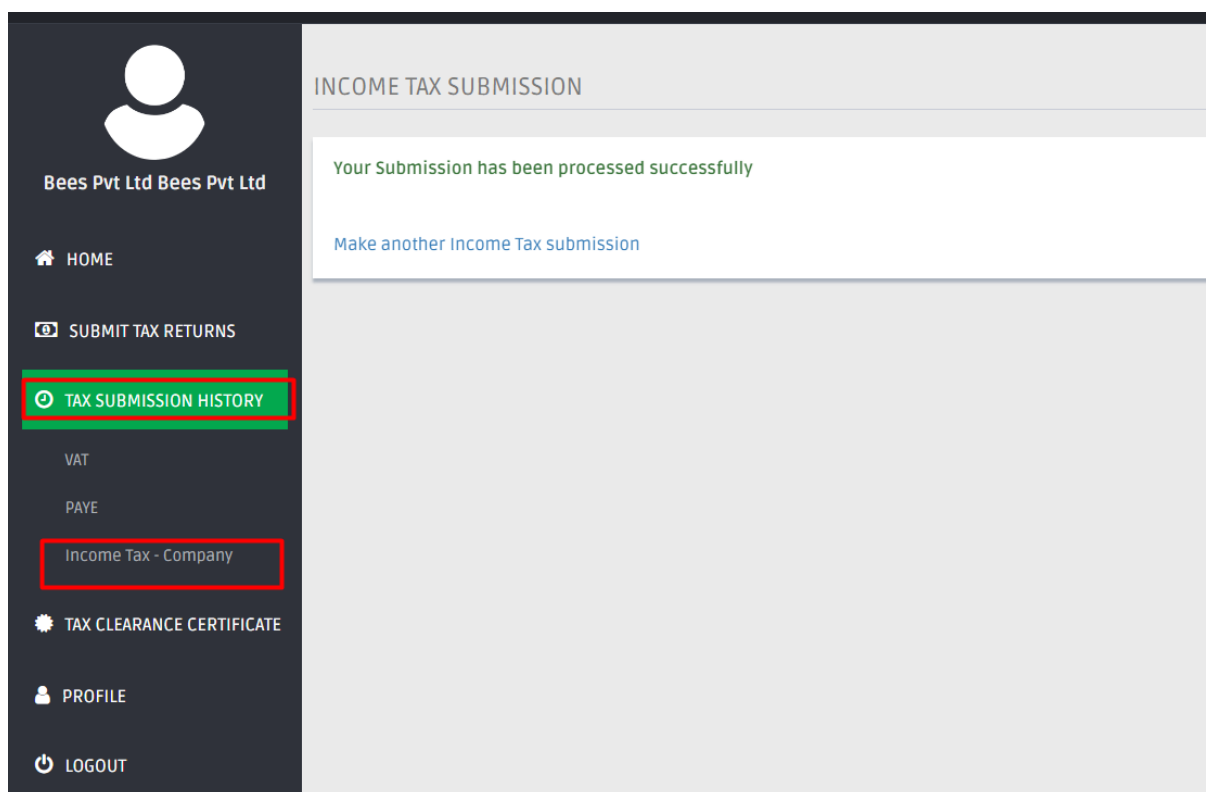 Bees Pvt Ltd Bees Pvt Ltd
HOME
SUBMIT TAX RETURNS
TAX SUBMISSION HISTORY
VAT
PAYE
Income Tax - Company
TAX CLEARANCE CERTIFICATE
PROFILE
LOGOUT
INCOME TAX SUBMISSION
Your Submission has been processed successfully
Make another Income Tax submission